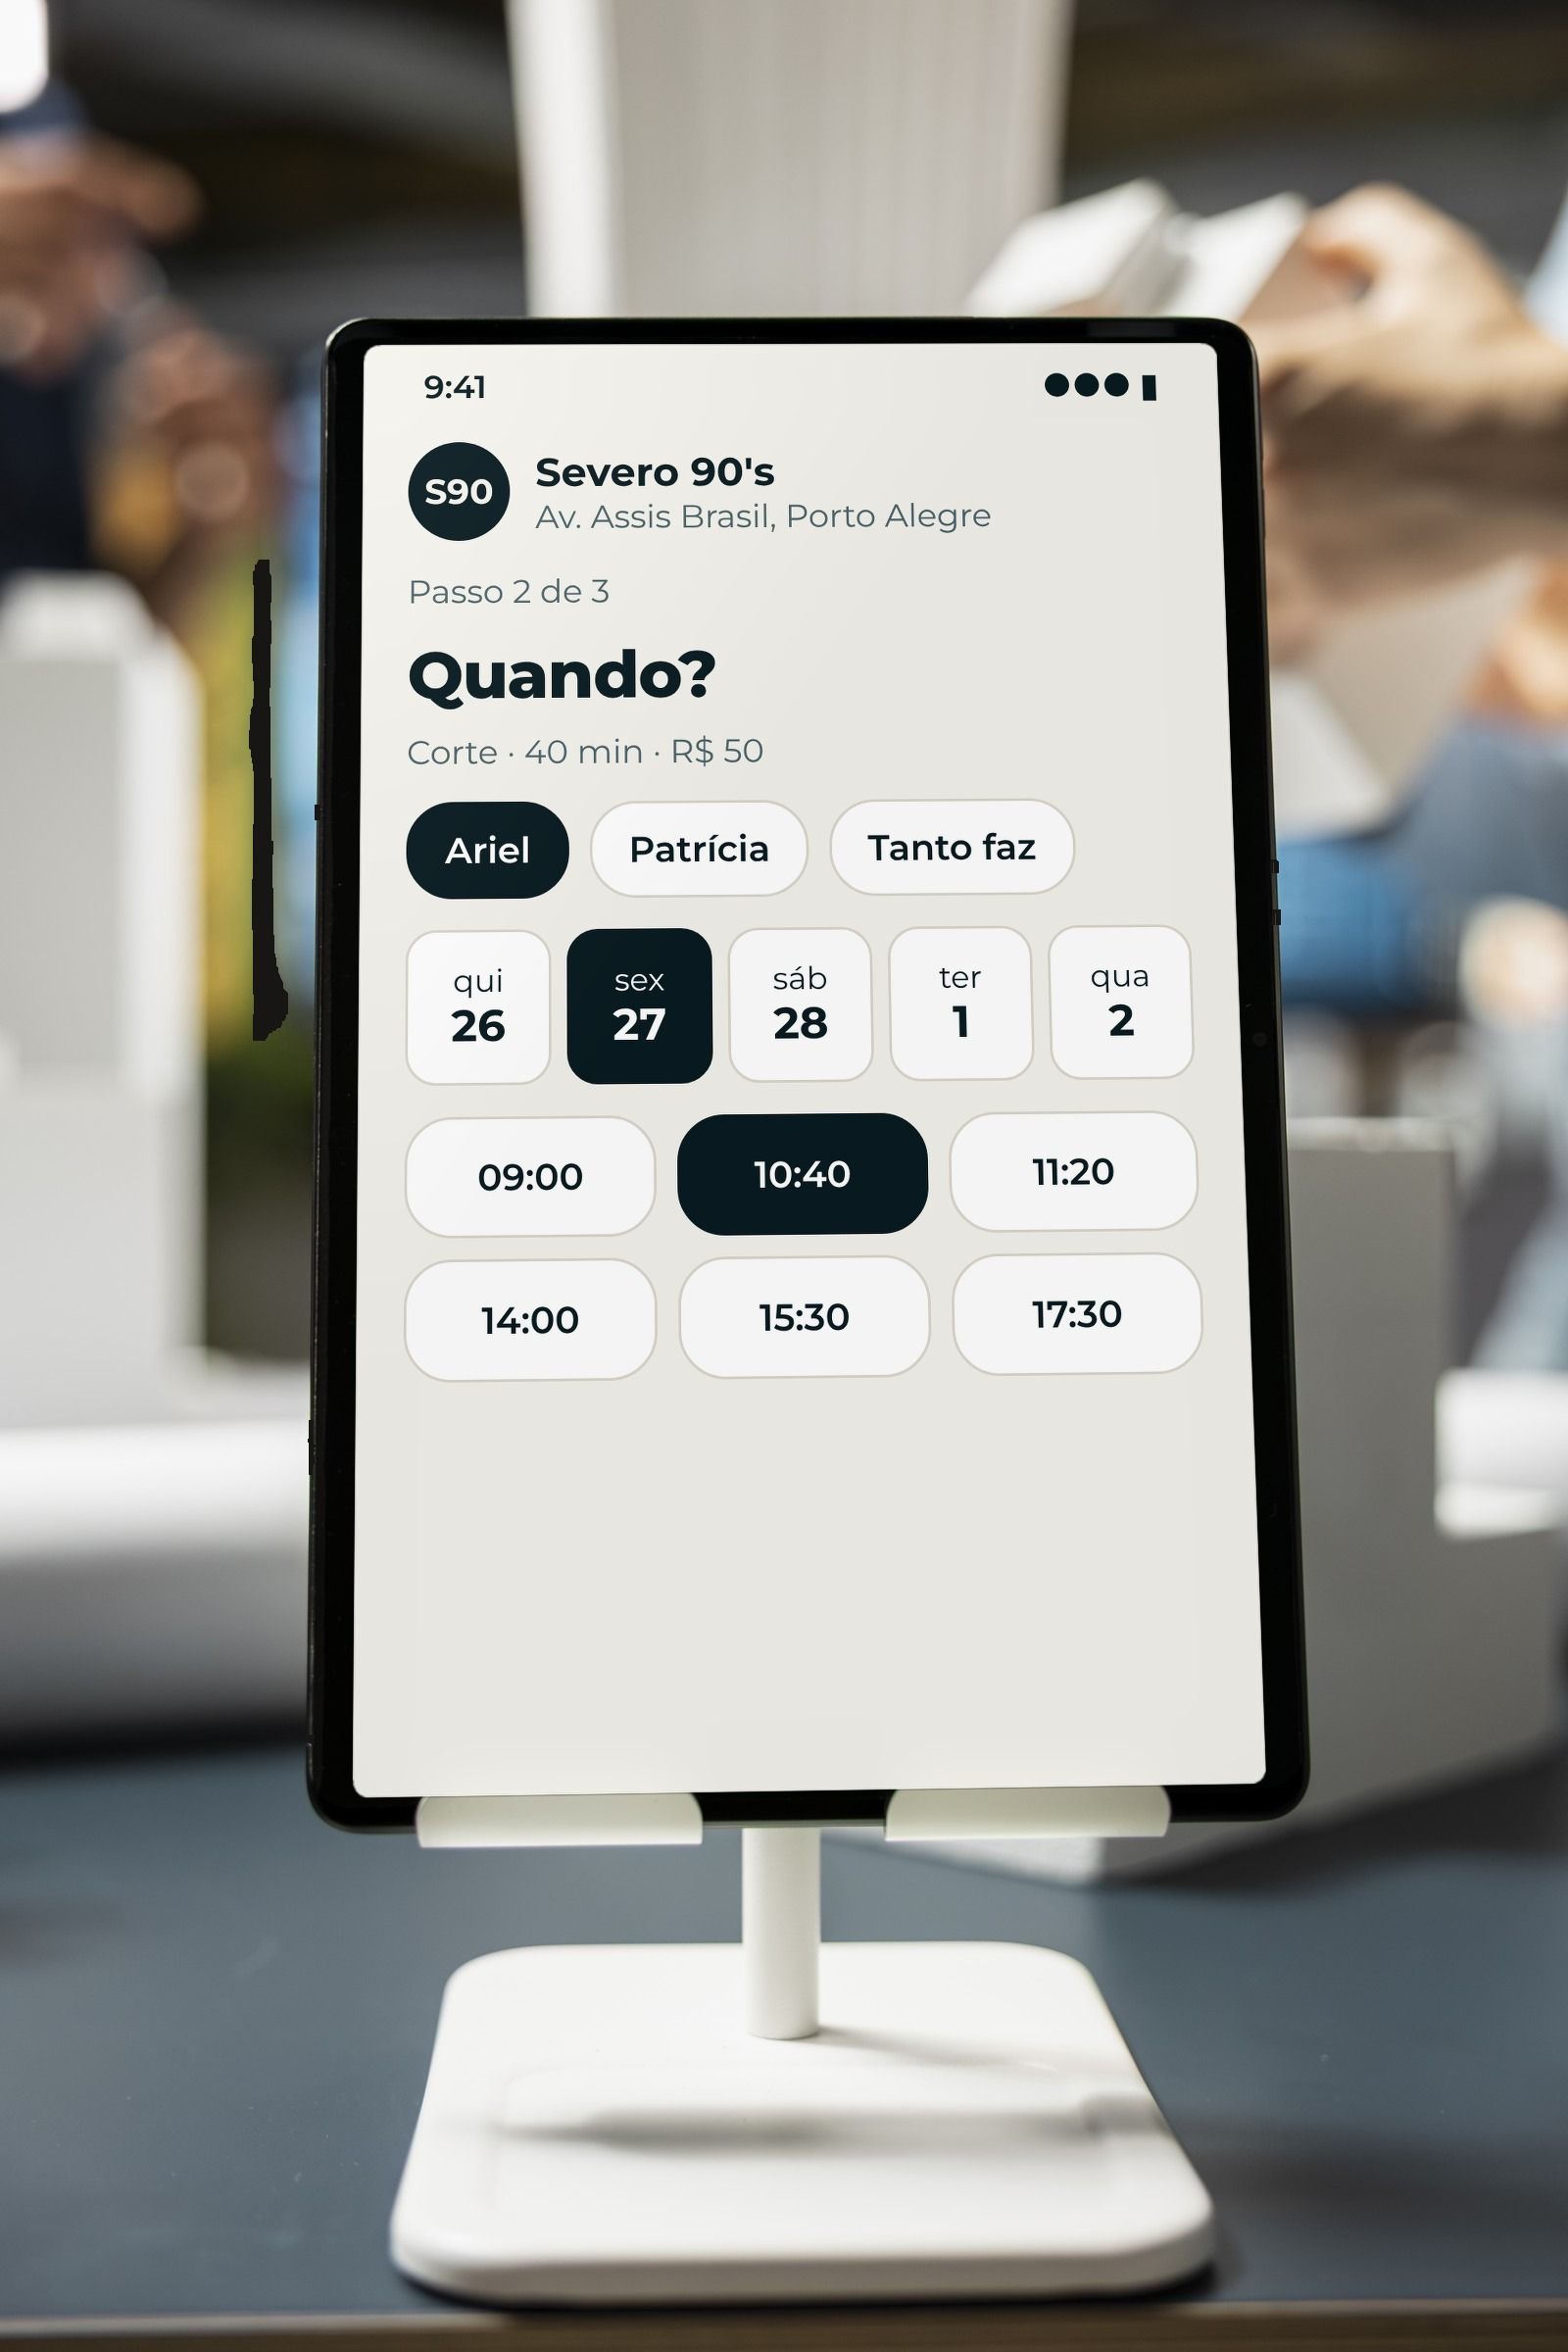 9:41
S90
Severo 90's
Av. Assis Brasil, Porto Alegre
Passo 2 de 3
Quando?
Corte · 40 min · R$ 50
Ariel Patrícia Tanto faz
qui sex sáb ter qua
26 27 28 1 2
09:00 10:40 11:20
14:00 15:30 17:30